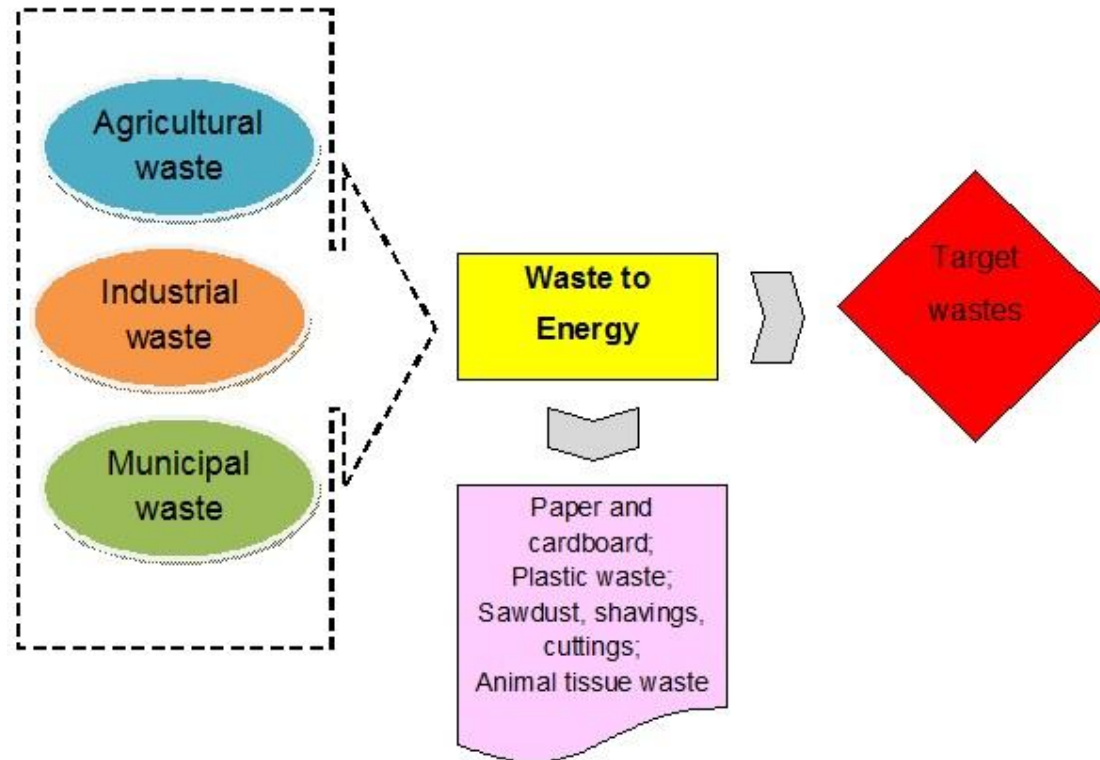 Agricultural
waste
Industrial
waste
Municipal
waste
Waste to
Energy
Target
wastes
Paper and
cardboard;
Plastic waste;
Sawdust, shavings,
cuttings;
Animal tissue waste